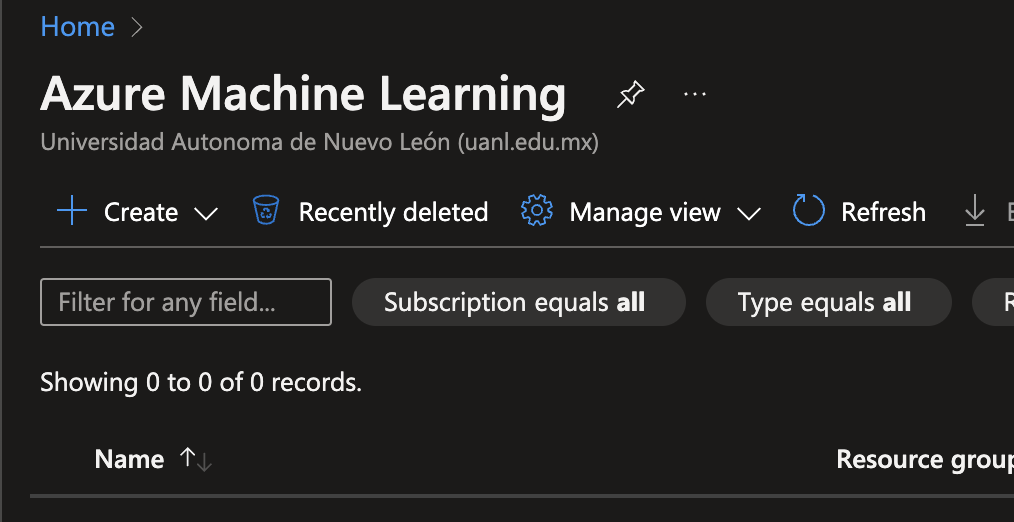 Home
Azure Machine Learning
Universidad Autonoma de Nuevo León (uanl.edu.mx)
Create Recently deleted Manage view Refresh
Filter for any field... Subscription equals all Type equals all
Showing 0 to 0 of 0 records.
Name Resource group